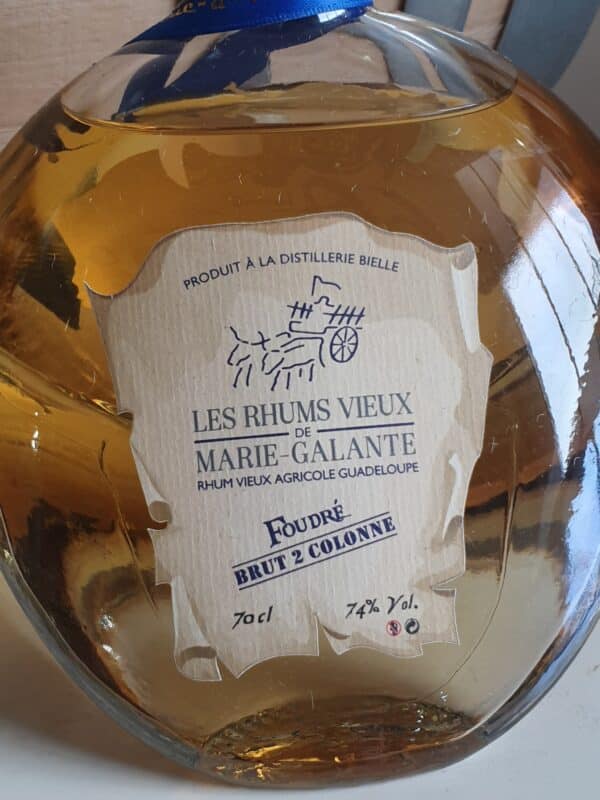 PRODUIT À LA DISTILLERIE BIELLE
LES RHUMS VIEUX
DE
MARIE-GALANTE
RHUM VIEUX AGRICOLE GUADELOUPE
FOUDRÉ
BRUT 2 COLONNE
70cl 74% Vol.